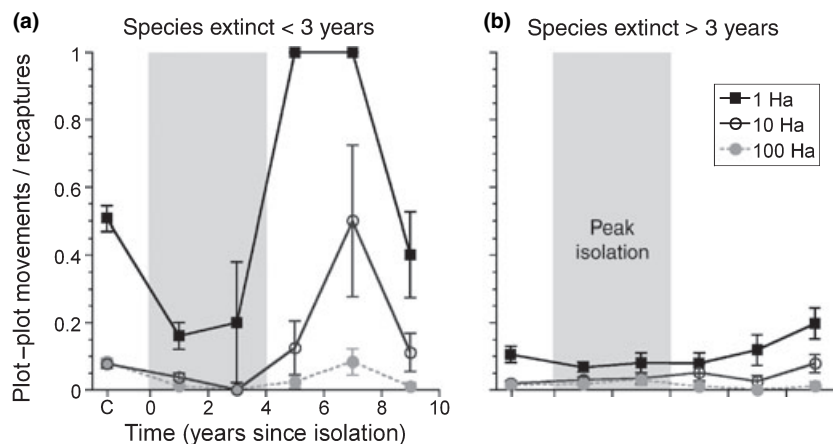 (a)
Species extinct < 3 years
(b)
Species extinct > 3 years
Plot–plot movements / recaptures
1
0.8
0.6
0.4
0.2
0
C 0 2 4 6 8 10
Time (years since isolation)
Peak
isolation
1 Ha
10 Ha
100 Ha